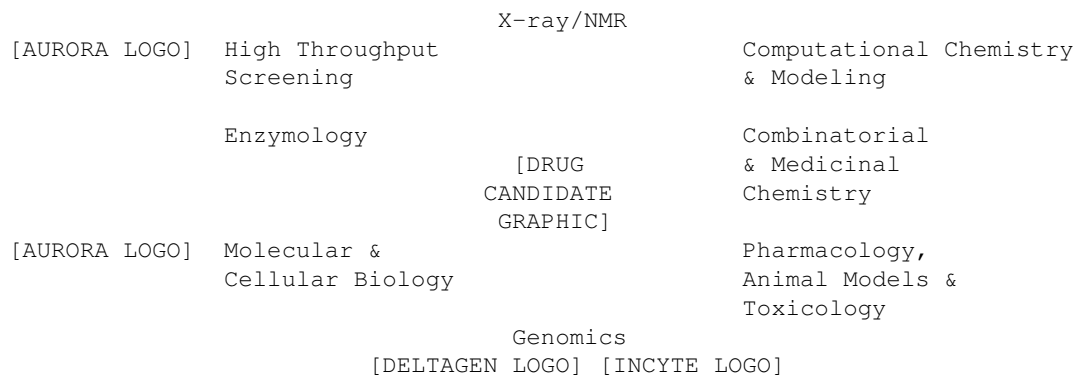 X-ray/NMR
[AURORA LOGO] High Throughput Computational Chemistry
Screening & Modeling
Enzymology Combinatorial
[DRUG & Medicinal
CANDIDATE Chemistry
GRAPHIC]
[AURORA LOGO] Molecular & Pharmacology,
Cellular Biology Animal Models &
Toxicology
Genomics
[DELTAGEN LOGO] [INCYTE LOGO]